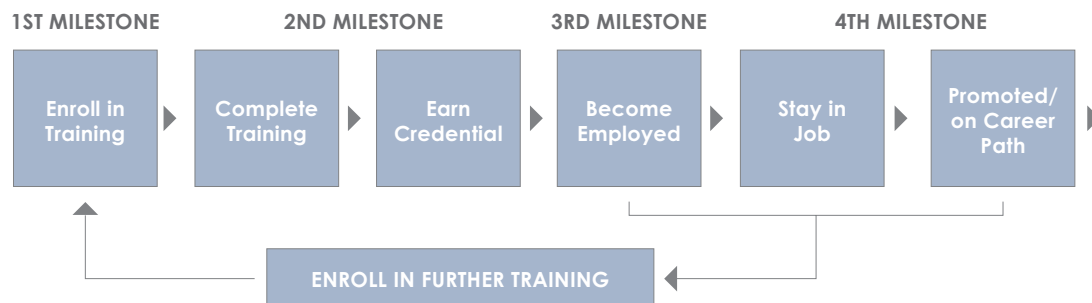 1ST MILESTONE
2ND MILESTONE
3RD MILESTONE
4TH MILESTONE
Enroll in
Training
Complete
Training
Earn
Credential
Become
Employed
Stay in
Job
Promoted/
on Career
Path
ENROLL IN FURTHER TRAINING